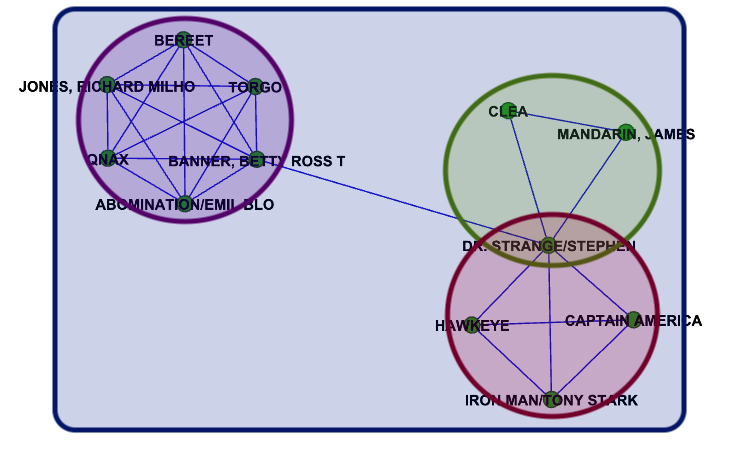 BEREET
JONES, RICHARD MILHO
TORGO
CLEA
MANDARIN, JAMES
QNAX
BANNER, BETTY ROSS T
ABOMINATION/EMIL BLO
DR. STRANGE/STEPHEN
HAWKEYE
CAPTAIN AMERICA
IRON MAN/TONY STARK